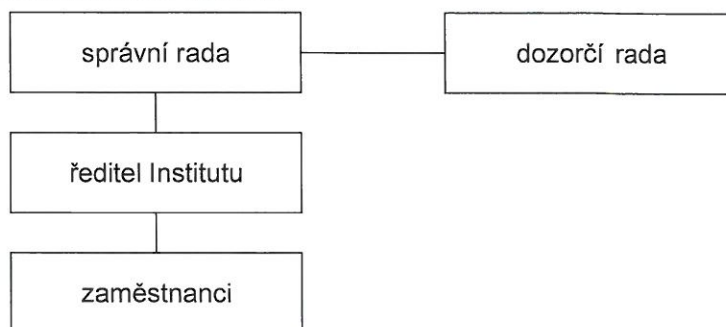 správní rada
dozorčí rada
ředitel Institutu
zaměstnanci